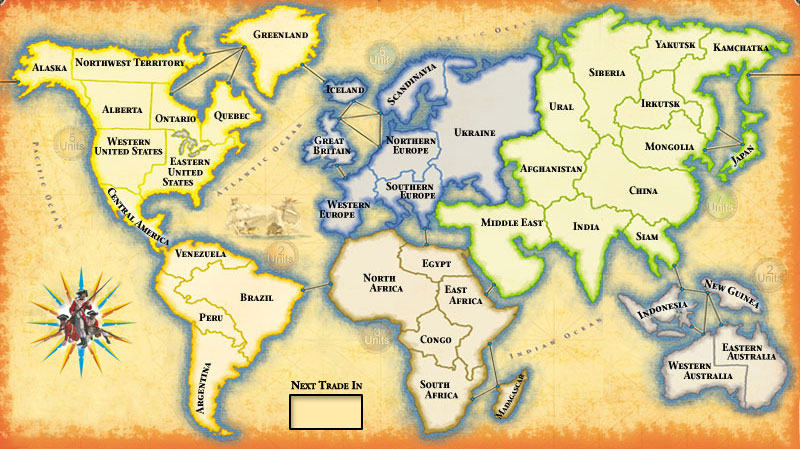 GREENLAND
ALASKA
NORTHWEST TERRITORY
ALBERTA
ONTARIO
QUEBEC
WESTERN
UNITED STATES
EASTERN
UNITED
STATES
CENTRAL AMERICA
VENEZUELA
BRAZIL
PERU
ARGENTINA
PACIFIC OCEAN
ATLANTIC OCEAN
ARCTIC OCEAN
INDIAN OCEAN
ICELAND
SCANDINAVIA
GREAT
BRITAIN
NORTHERN
EUROPE
UKRAINE
WESTERN
EUROPE
SOUTHERN
EUROPE
NORTH
AFRICA
EGYPT
EAST
AFRICA
CONGO
SOUTH
AFRICA
MADAGASCAR
URAL
SIBERIA
YAKUTSK
KAMCHATKA
IRKUTSK
MONGOLIA
JAPAN
AFGHANISTAN
CHINA
MIDDLE EAST
INDIA
SIAM
INDONESIA
NEW GUINEA
WESTERN
AUSTRALIA
EASTERN
AUSTRALIA
5
Units
5
Units
2
Units
3
Units
Units
2
Units
NEXT TRADE IN